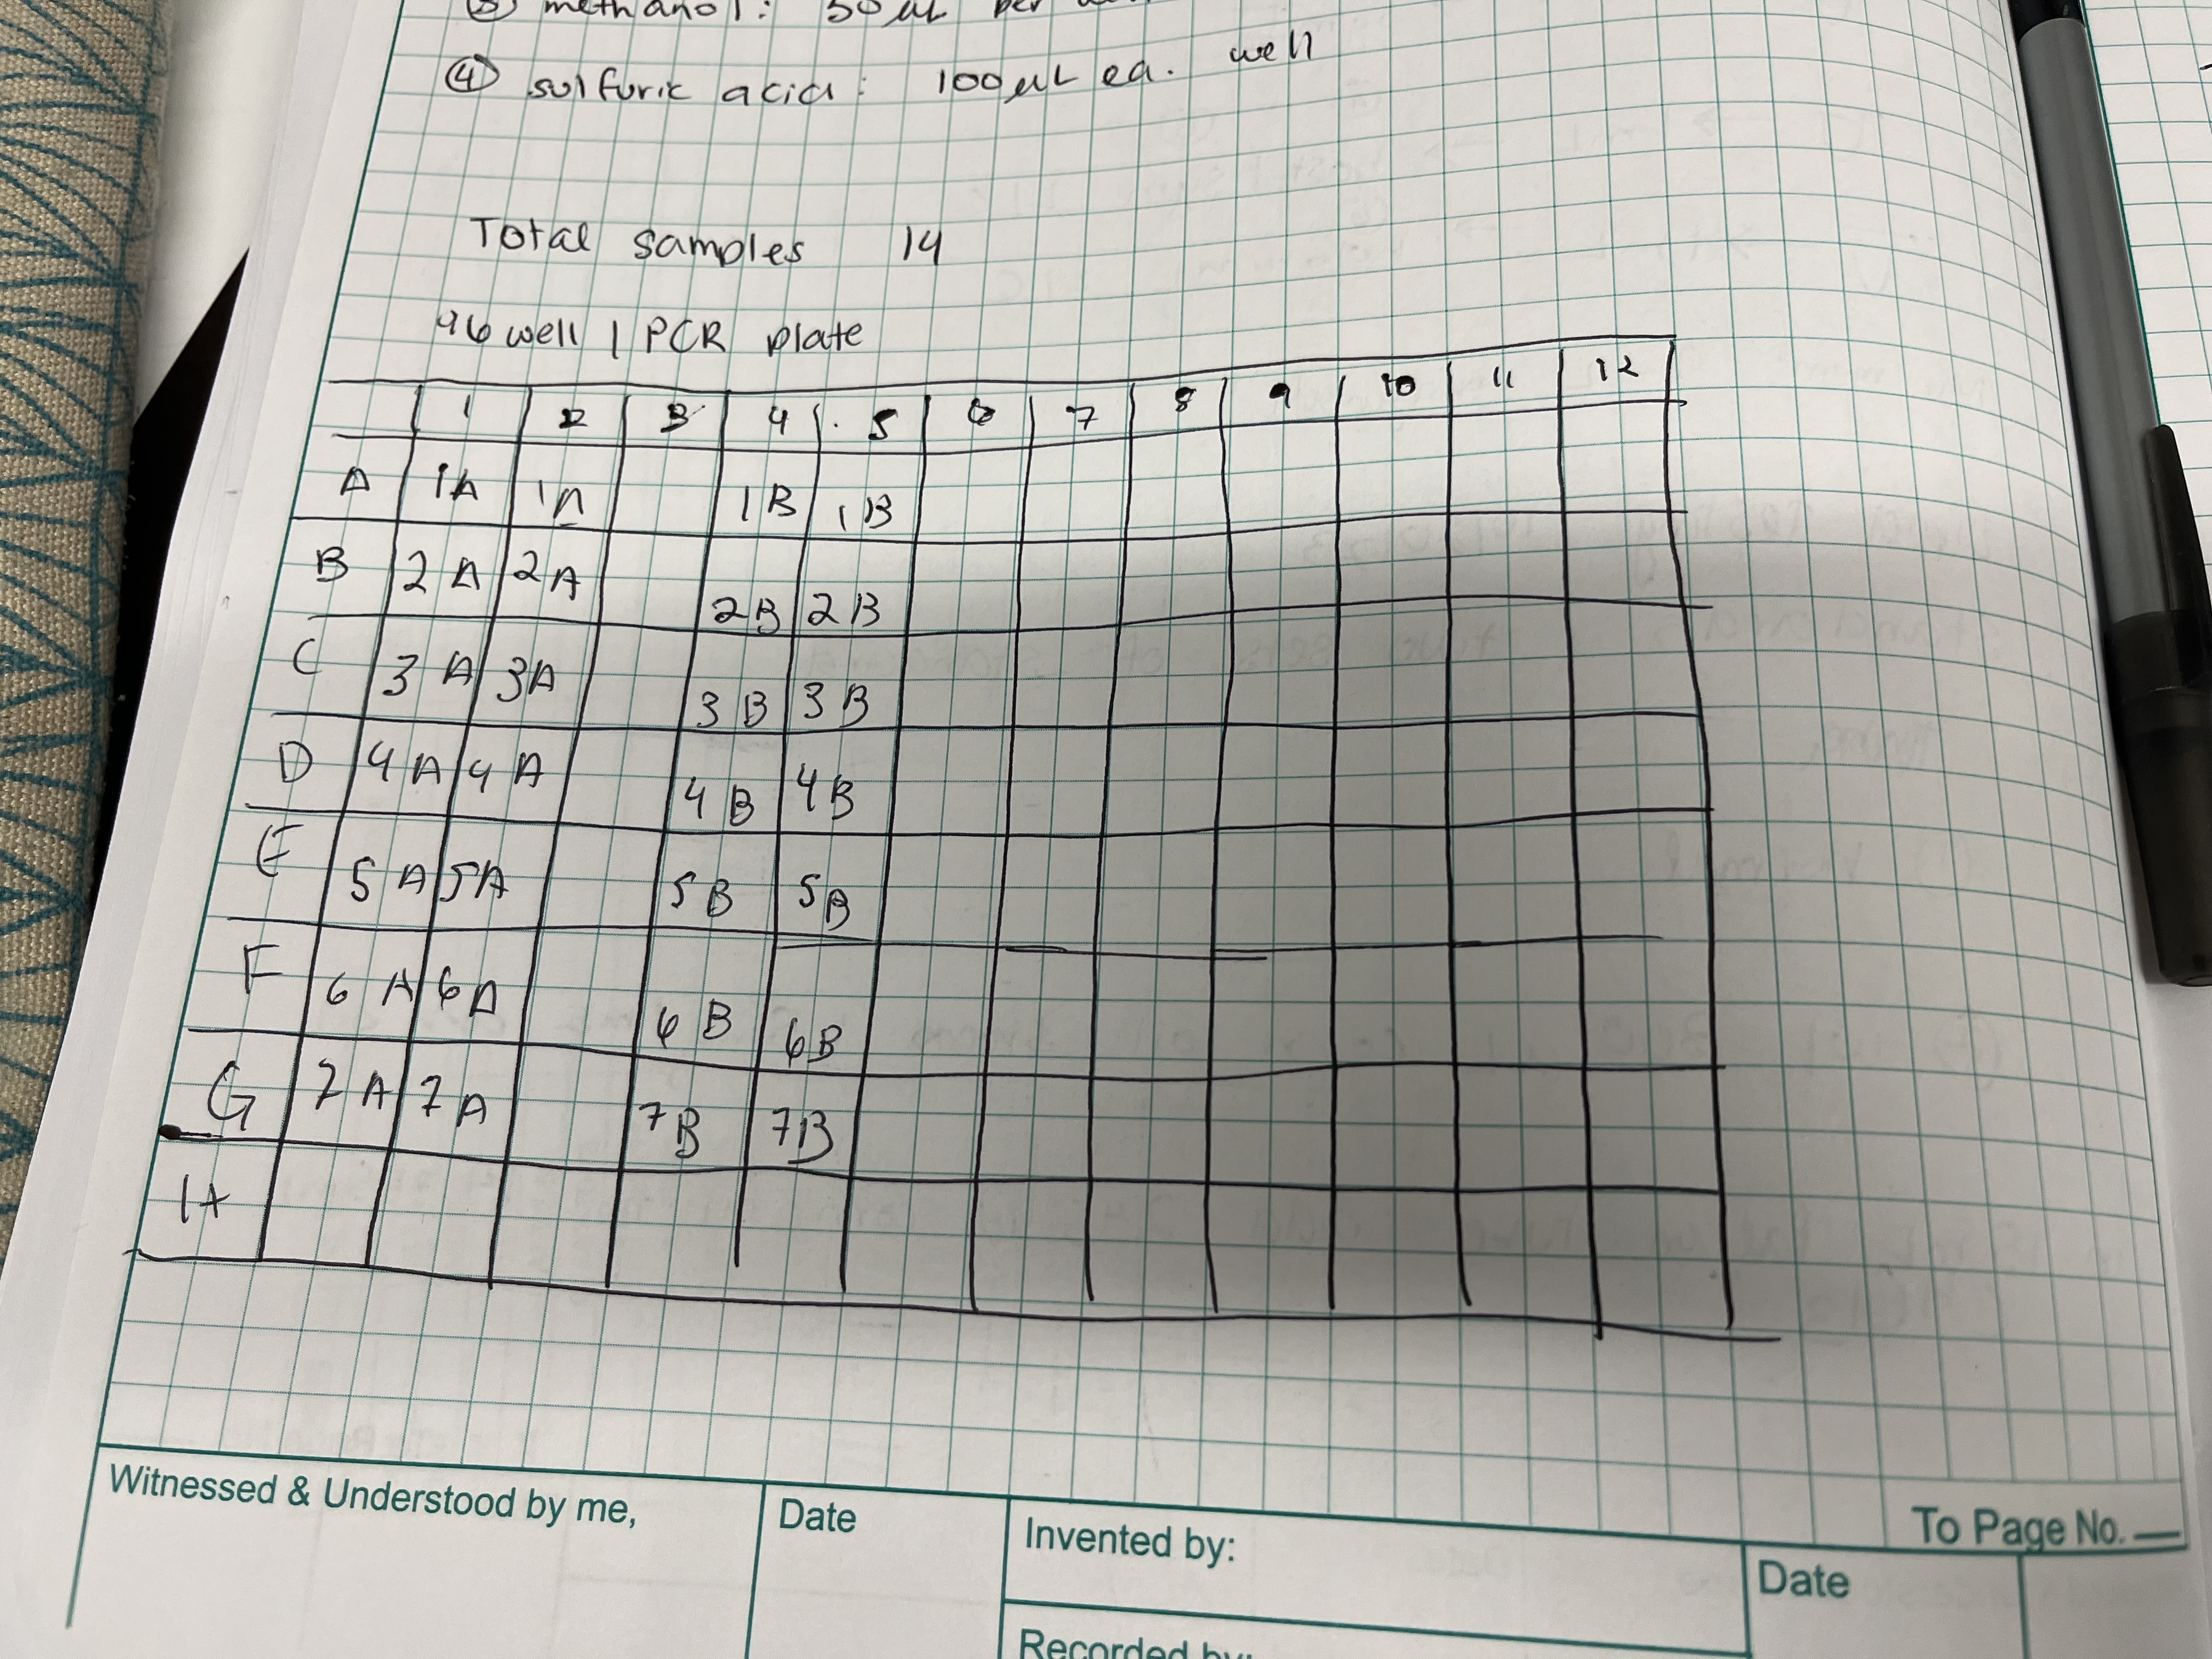 ③ methanol: 50 µL per
④ sulfuric acid: 100 µL ea. well
Total Samples 14
96 well PCR plate
1 2 3 4 5 6 7 8 9 10 11 12
A 1A 1A 1B 1B
B 2A 2A 2B 2B
C 3A 3A 3B 3B
D 4A 4A 4B 4B
E 5A 5A 5B 5B
F 6A 6A 6B 6B
G 7A 7A 7B 7B
H
To Page No.
Witnessed & Understood by me,
Date
Invented by:
Date
Recorded by: